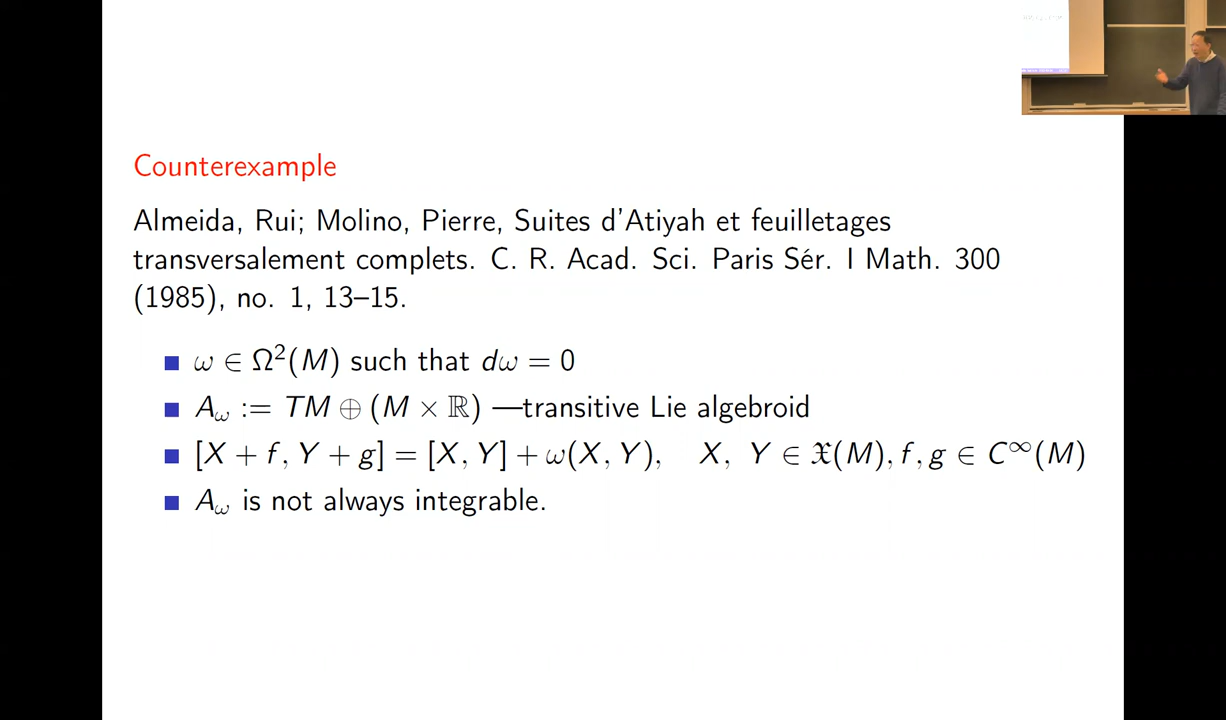 Counterexample
Almeida, Rui; Molino, Pierre, Suites d'Atiyah et feuilletages
transversalement complets. C. R. Acad. Sci. Paris Sér. I Math. 300
(1985), no. 1, 13–15.
ω ∈ Ω²(M) such that dω = 0
A_ω := TM ⊕ (M × ℝ) —transitive Lie algebroid
[X + f, Y + g] = [X, Y] + ω(X, Y),   X, Y ∈ 𝔛(M), f, g ∈ C^∞(M)
A_ω is not always integrable.